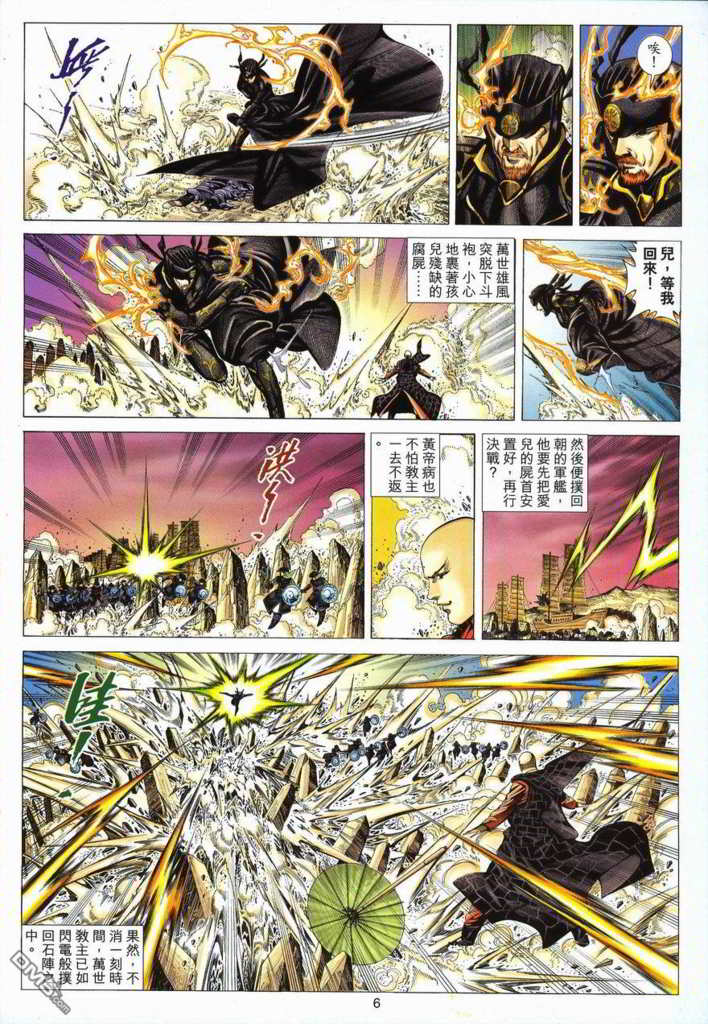 唉！
兒，等我
回來！
萬世雄風
突脫下斗
袍，小心
地裹著孩
兒殘缺的
腐屍……
然後便撲回
朝的軍艦，
他要先把愛
兒的屍首安
置好，再行
決戰？
黃帝病也
不怕教主
一去不返
。
洪
果然，不
消一刻時
間，萬世
教主已如
閃電般撲
回石陣之
中。
6